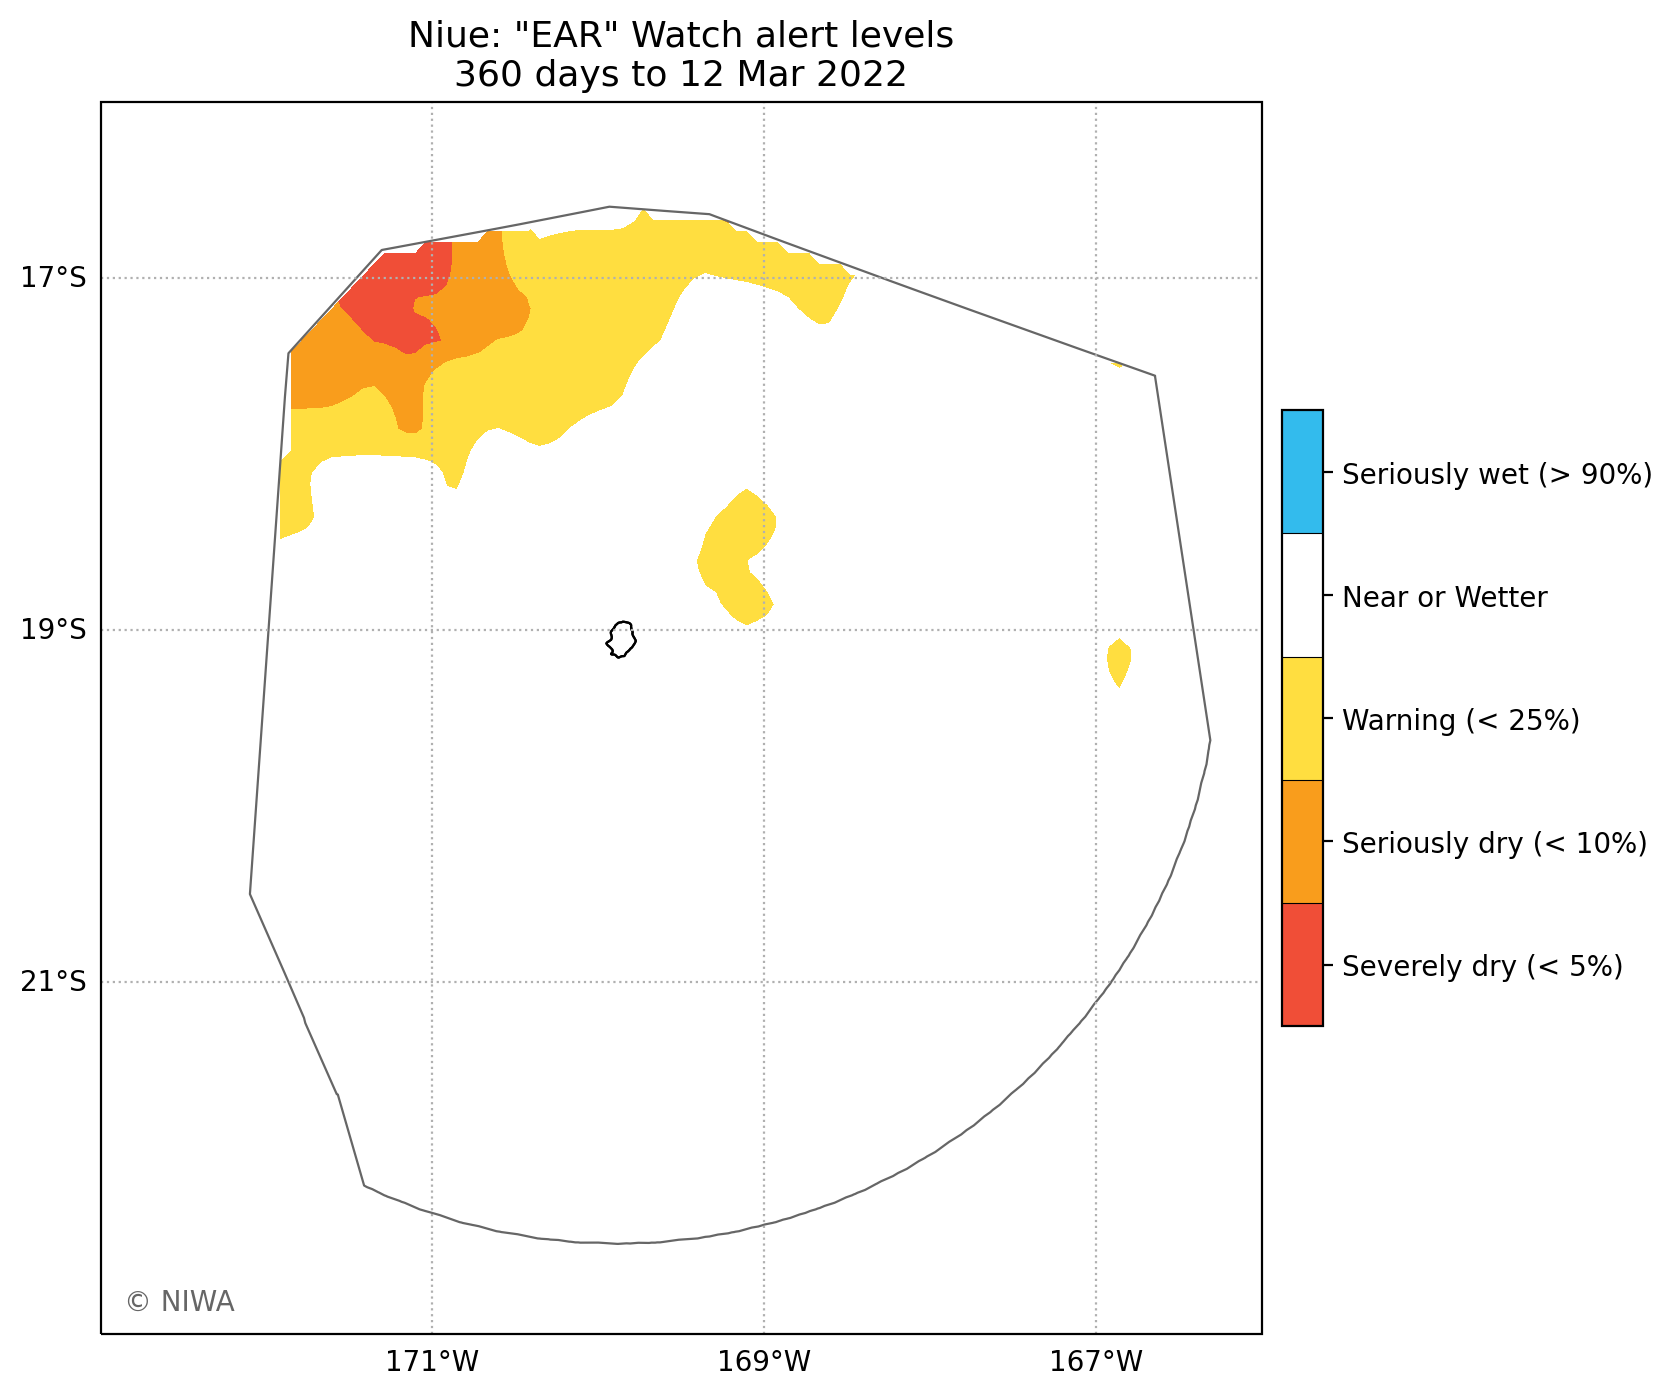 Niue: "EAR" Watch alert levels
360 days to 12 Mar 2022
17°S
19°S
21°S
171°W
169°W
167°W
Seriously wet (> 90%)
Near or Wetter
Warning (< 25%)
Seriously dry (< 10%)
Severely dry (< 5%)
© NIWA